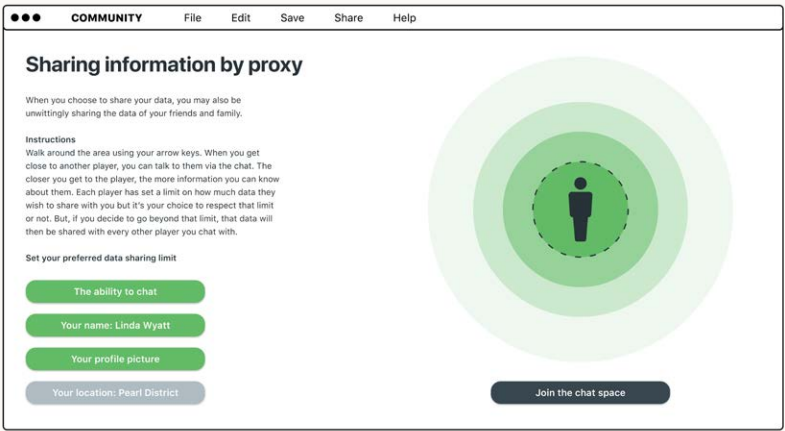 COMMUNITY File Edit Save Share Help
Sharing information by proxy
When you choose to share your data, you may also be
unwittingly sharing the data of your friends and family.
Instructions
Walk around the area using your arrow keys. When you get
close to another player, you can talk to them via the chat. The
closer you get to the player, the more information you can know
about them. Each player has set a limit on how much data they
wish to share with you but it's your choice to respect that limit
or not. But, if you decide to go beyond that limit, that data will
then be shared with every other player you chat with.
Set your preferred data sharing limit
The ability to chat
Your name: Linda Wyatt
Your profile picture
Your location: Pearl District
Join the chat space